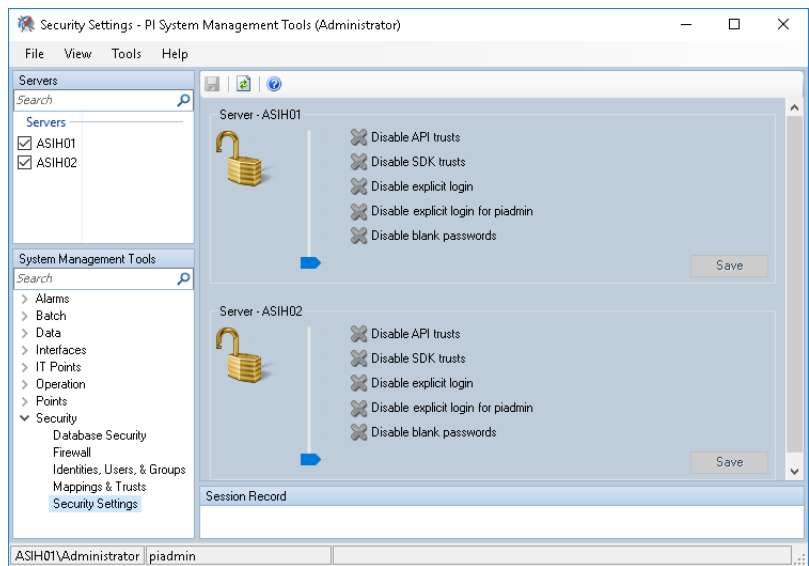 Security Settings - PI System Management Tools (Administrator)
File View Tools Help
Servers
Search
Servers
ASIH01
ASIH02
System Management Tools
Search
Alarms
Batch
Data
Interfaces
IT Points
Operation
Points
Security
Database Security
Firewall
Identities, Users, & Groups
Mappings & Trusts
Security Settings
Server - ASIH01
Disable API trusts
Disable SDK trusts
Disable explicit login
Disable explicit login for piadmin
Disable blank passwords
Save
Server - ASIH02
Disable API trusts
Disable SDK trusts
Disable explicit login
Disable explicit login for piadmin
Disable blank passwords
Save
Session Record
ASIH01\Administrator piadmin